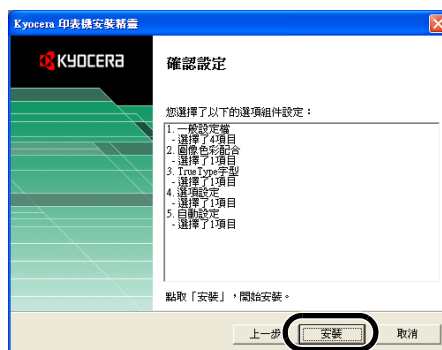 Kyocera 印表機安裝精靈
KYOCERA
確認設定
您選擇了以下的選項組件設定：
1. 一般設定檔
- 選擇了4項目
2. 圖像色彩配合
- 選擇了1項目
3. TrueType字型
- 選擇了1項目
4. 選項設定
- 選擇了1項目
5. 自動設定
- 選擇了1項目
點取「安裝」，開始安裝。
上一步
安裝
取消